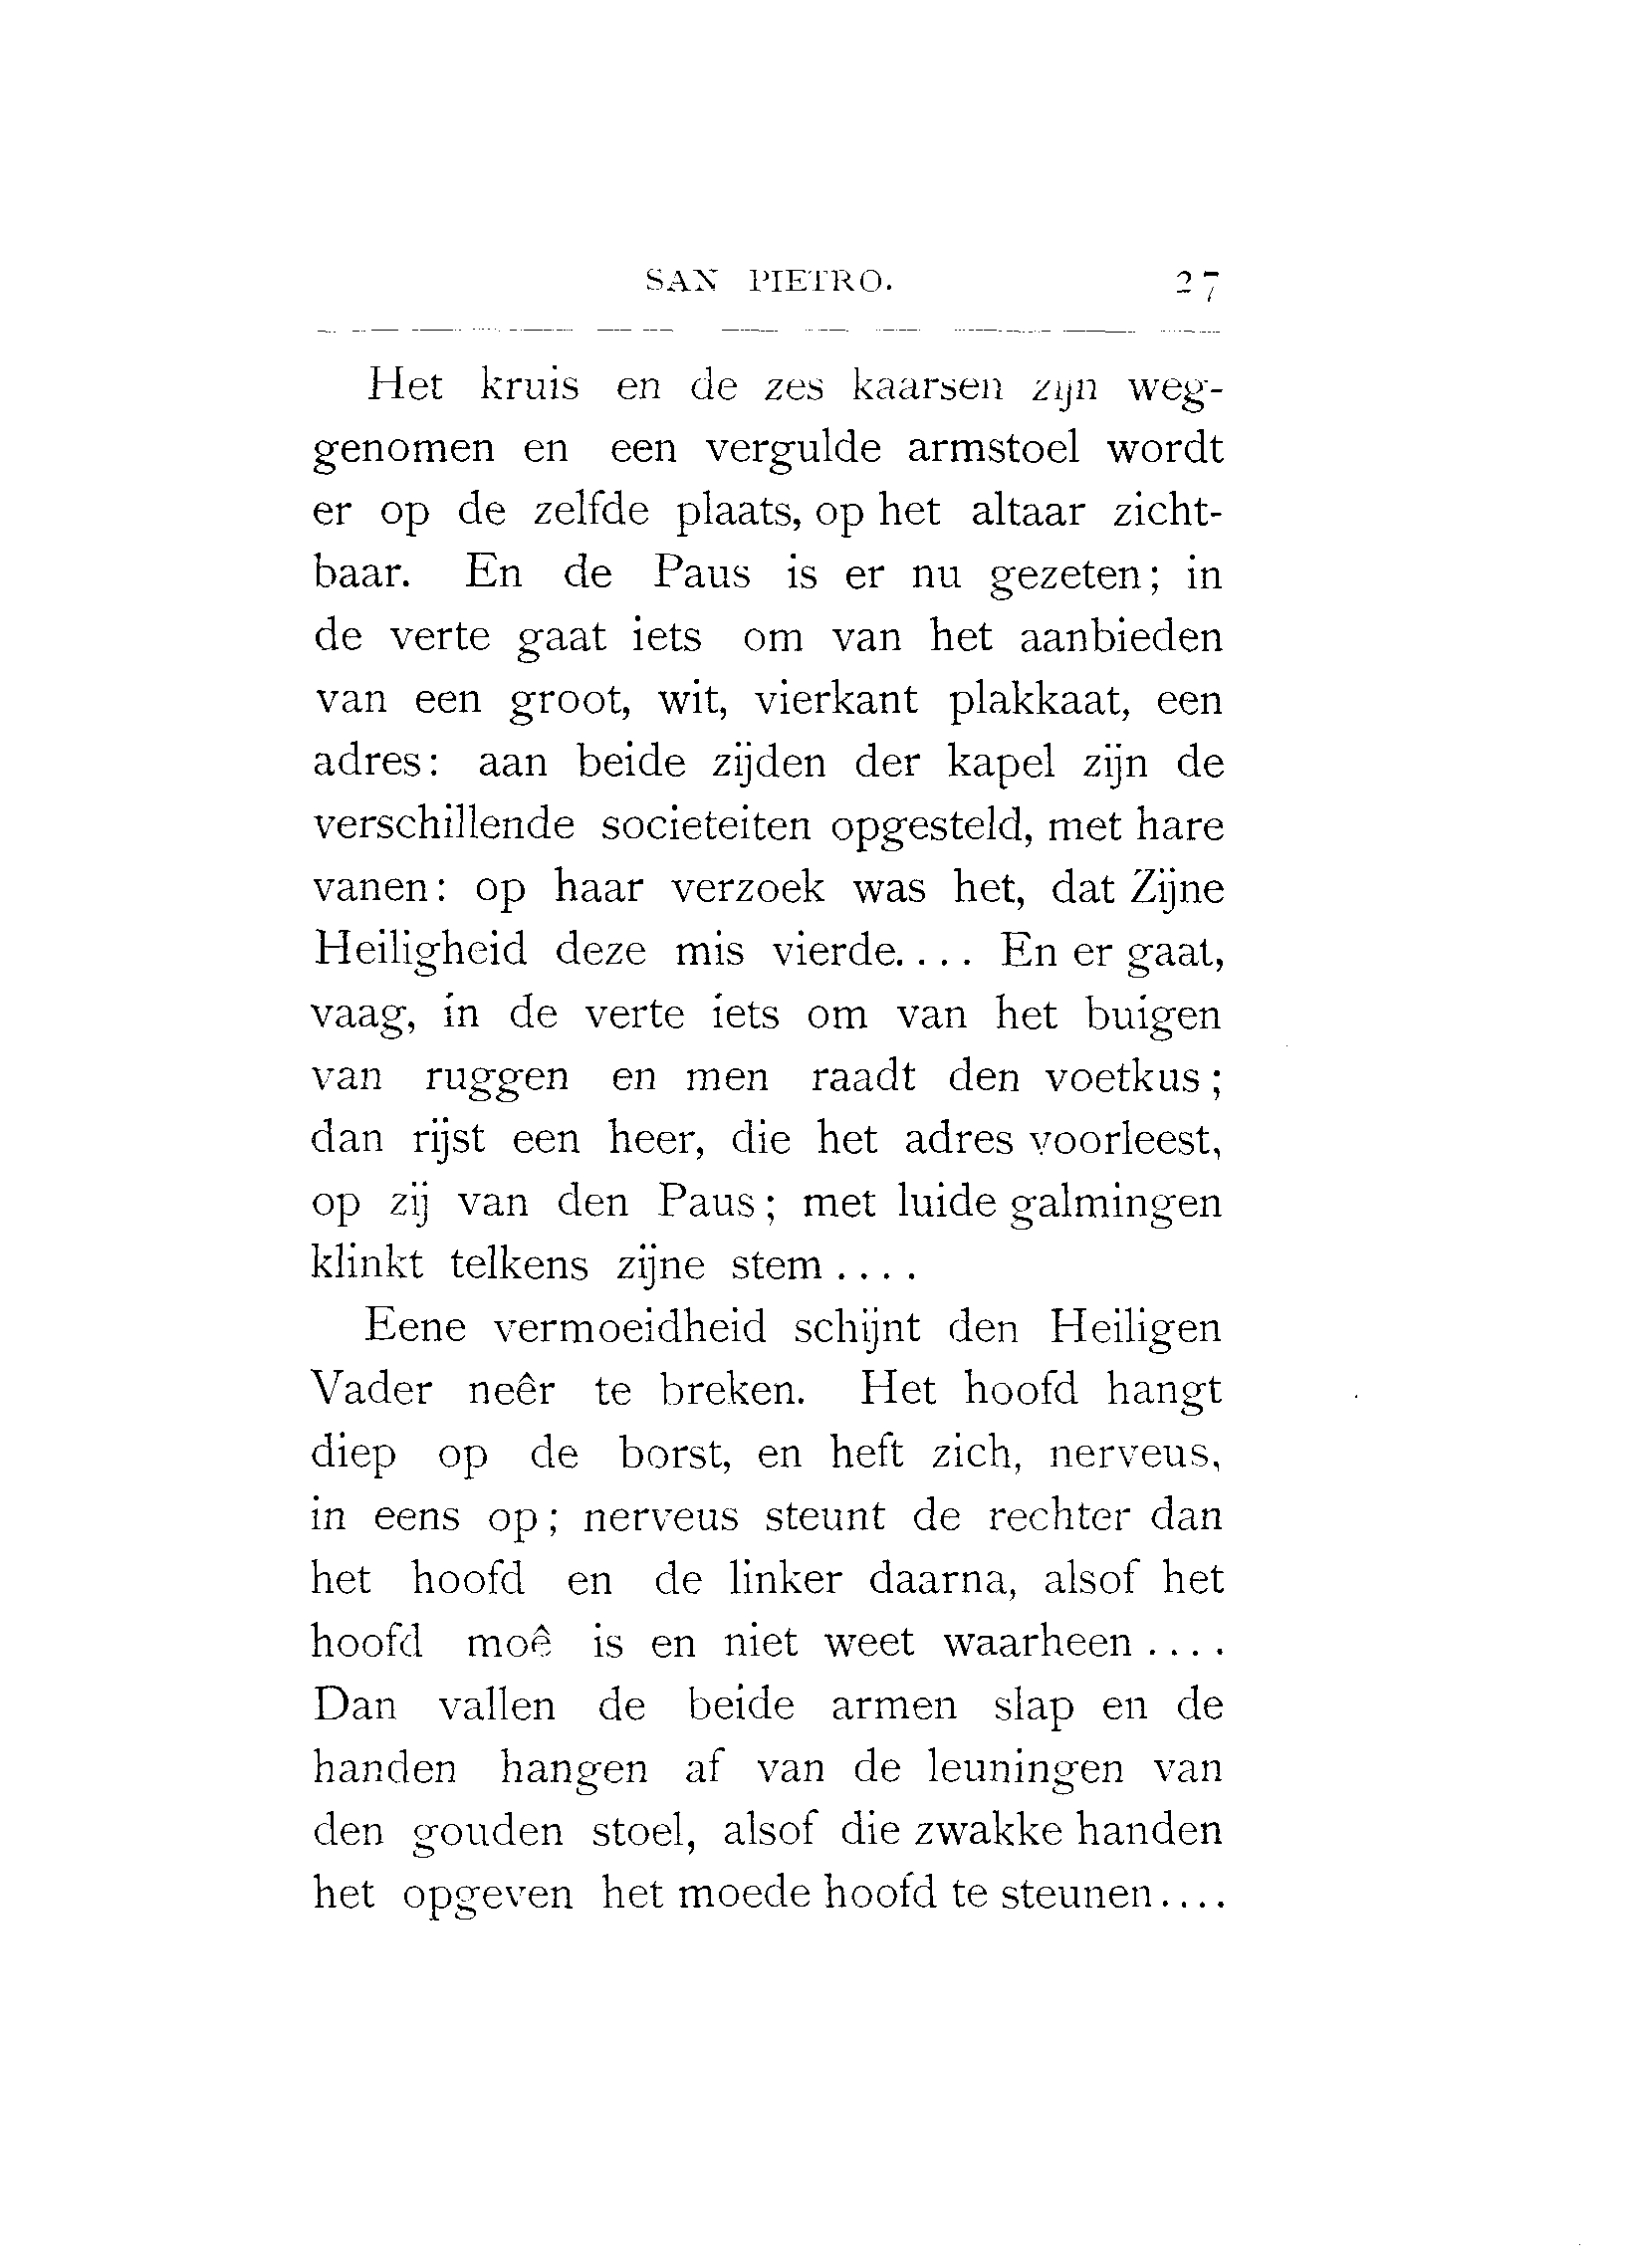 SAN PIETRO. 27
Het kruis en de zes kaarsen zijn weg-
genomen en een vergulde armstoel wordt
er op de zelfde plaats, op het altaar zicht-
baar. En de Paus is er nu gezeten; in
de verte gaat iets om van het aanbieden
van een groot, wit, vierkant plakkaat, een
adres: aan beide zijden der kapel zijn de
verschillende societeiten opgesteld, met hare
vanen: op haar verzoek was het, dat Zijne
Heiligheid deze mis vierde.... En er gaat,
vaag, in de verte iets om van het buigen
van ruggen en men raadt den voetkus;
dan rijst een heer, die het adres voorleest,
op zij van den Paus; met luide galmingen
klinkt telkens zijne stem....
Eene vermoeidheid schijnt den Heiligen
Vader neêr te breken. Het hoofd hangt
diep op de borst, en heft zich, nerveus,
in eens op; nerveus steunt de rechter dan
het hoofd en de linker daarna, alsof het
hoofd moê is en niet weet waarheen....
Dan vallen de beide armen slap en de
handen hangen af van de leuningen van
den gouden stoel, alsof die zwakke handen
het opgeven het moede hoofd te steunen....